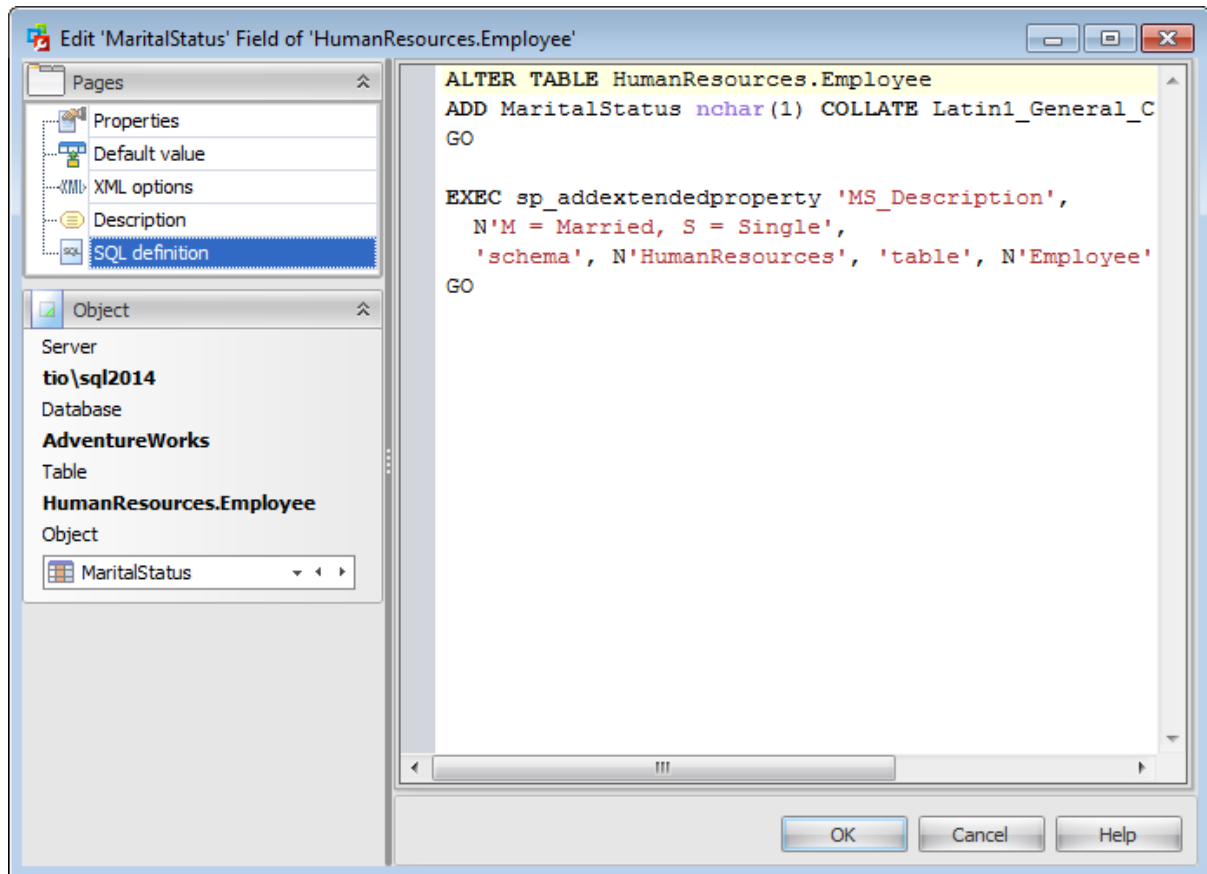 Edit 'MaritalStatus' Field of 'HumanResources.Employee'
Pages
Properties
Default value
XML options
Description
SQL definition
Object
Server
tio\sql2014
Database
AdventureWorks
Table
HumanResources.Employee
Object
MaritalStatus
ALTER TABLE HumanResources.Employee
ADD MaritalStatus nchar(1) COLLATE Latin1_General_C
GO
EXEC sp_addextendedproperty 'MS_Description',
N'M = Married, S = Single',
'schema', N'HumanResources', 'table', N'Employee'
GO
OK
Cancel
Help